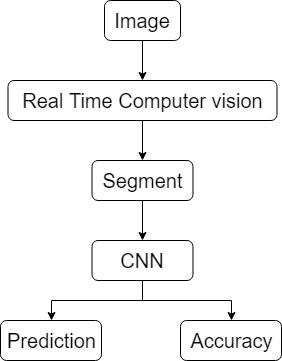 Image
Real Time Computer vision
Segment
CNN
Prediction
Accuracy